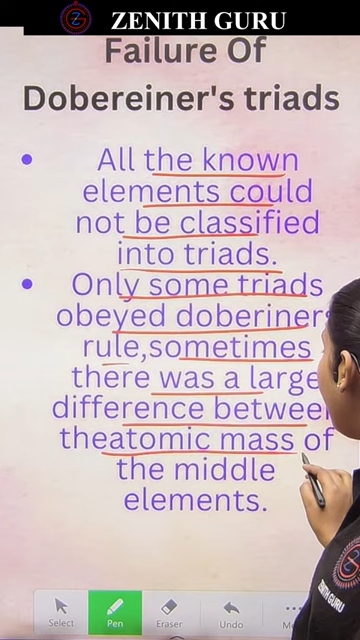 ZENITH GURU
Failure Of
Dobereiner's triads
• All the known
elements could
not be classified
into triads.
• Only some triads
obeyed doberiners
rule,sometimes
there was a large
difference between
theatomic mass of
the middle
elements.
ZENITH GURU
Select
Pen
Eraser
Undo